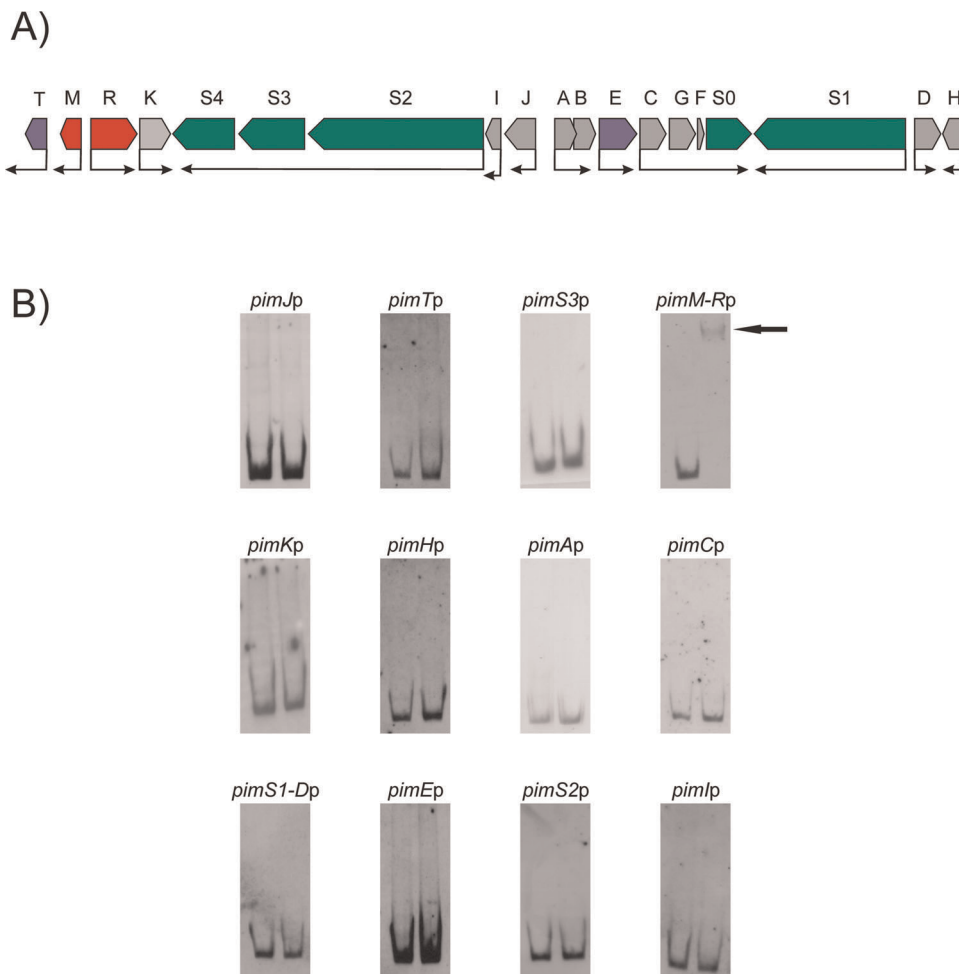 A)
T M R K S4 S3 S2 I J A B E C G F S0 S1 D H
B)
pimJp pimTp pimS3p pimM-Rp
pimKp pimHp pimAp pimCp
pimS1-Dp pimEp pimS2p pimIp